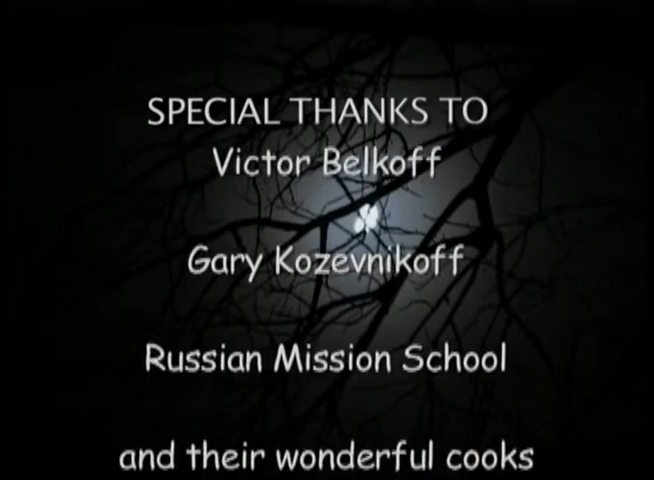 SPECIAL THANKS TO
Victor Belkoff
Gary Kozevnikoff
Russian Mission School
and their wonderful cooks